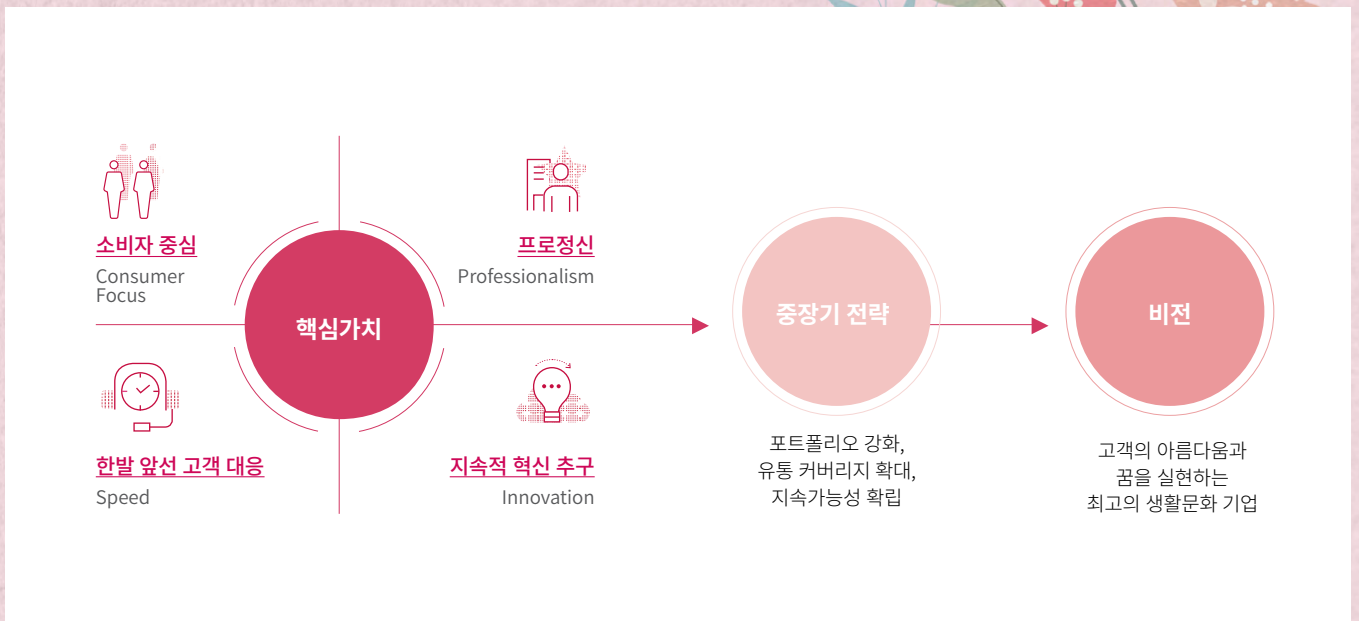 소비자 중심
Consumer
Focus
프로정신
Professionalism
핵심가치
한발 앞선 고객 대응
Speed
지속적 혁신 추구
Innovation
중장기 전략
포트폴리오 강화,
유통 커버리지 확대,
지속가능성 확립
비전
고객의 아름다움과
꿈을 실현하는
최고의 생활문화 기업